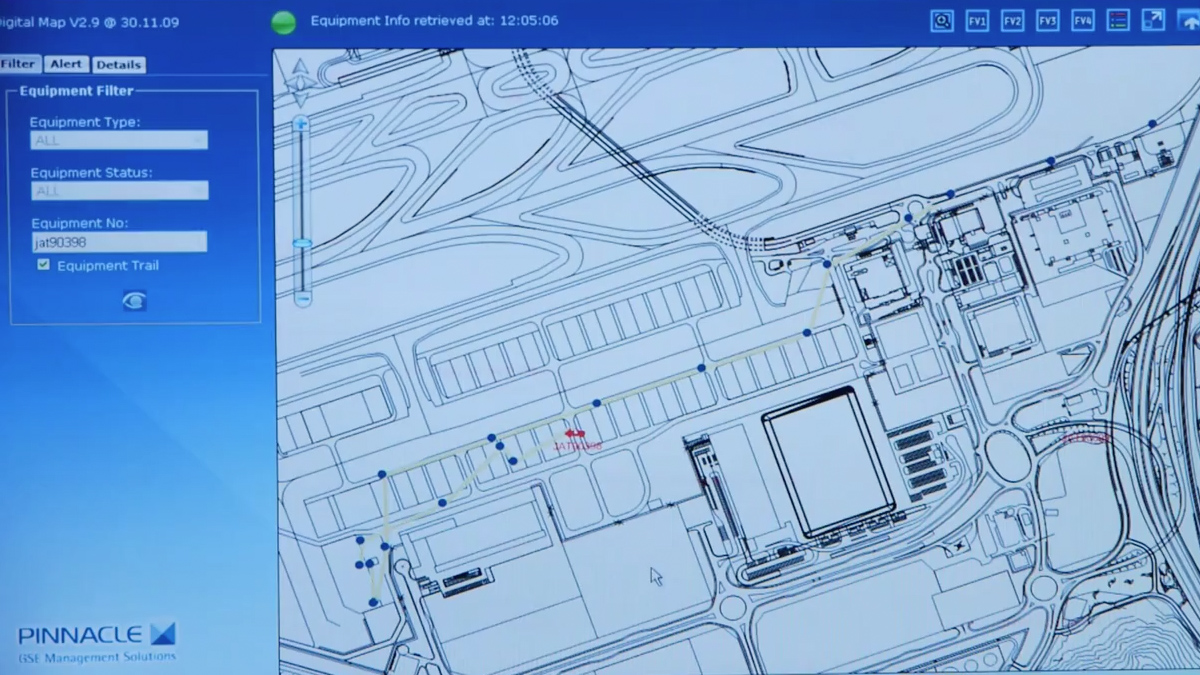 igital Map V2.9 @ 30.11.09
Equipment Info retrieved at: 12:05:06
FV1
FV2
FV3
FV4
Filter
Alert
Details
Equipment Filter
Equipment Type:
ALL
Equipment Status:
ALL
Equipment No:
jat90398
Equipment Trail
JAT90398
PINNACLE
GSE Management Solutions